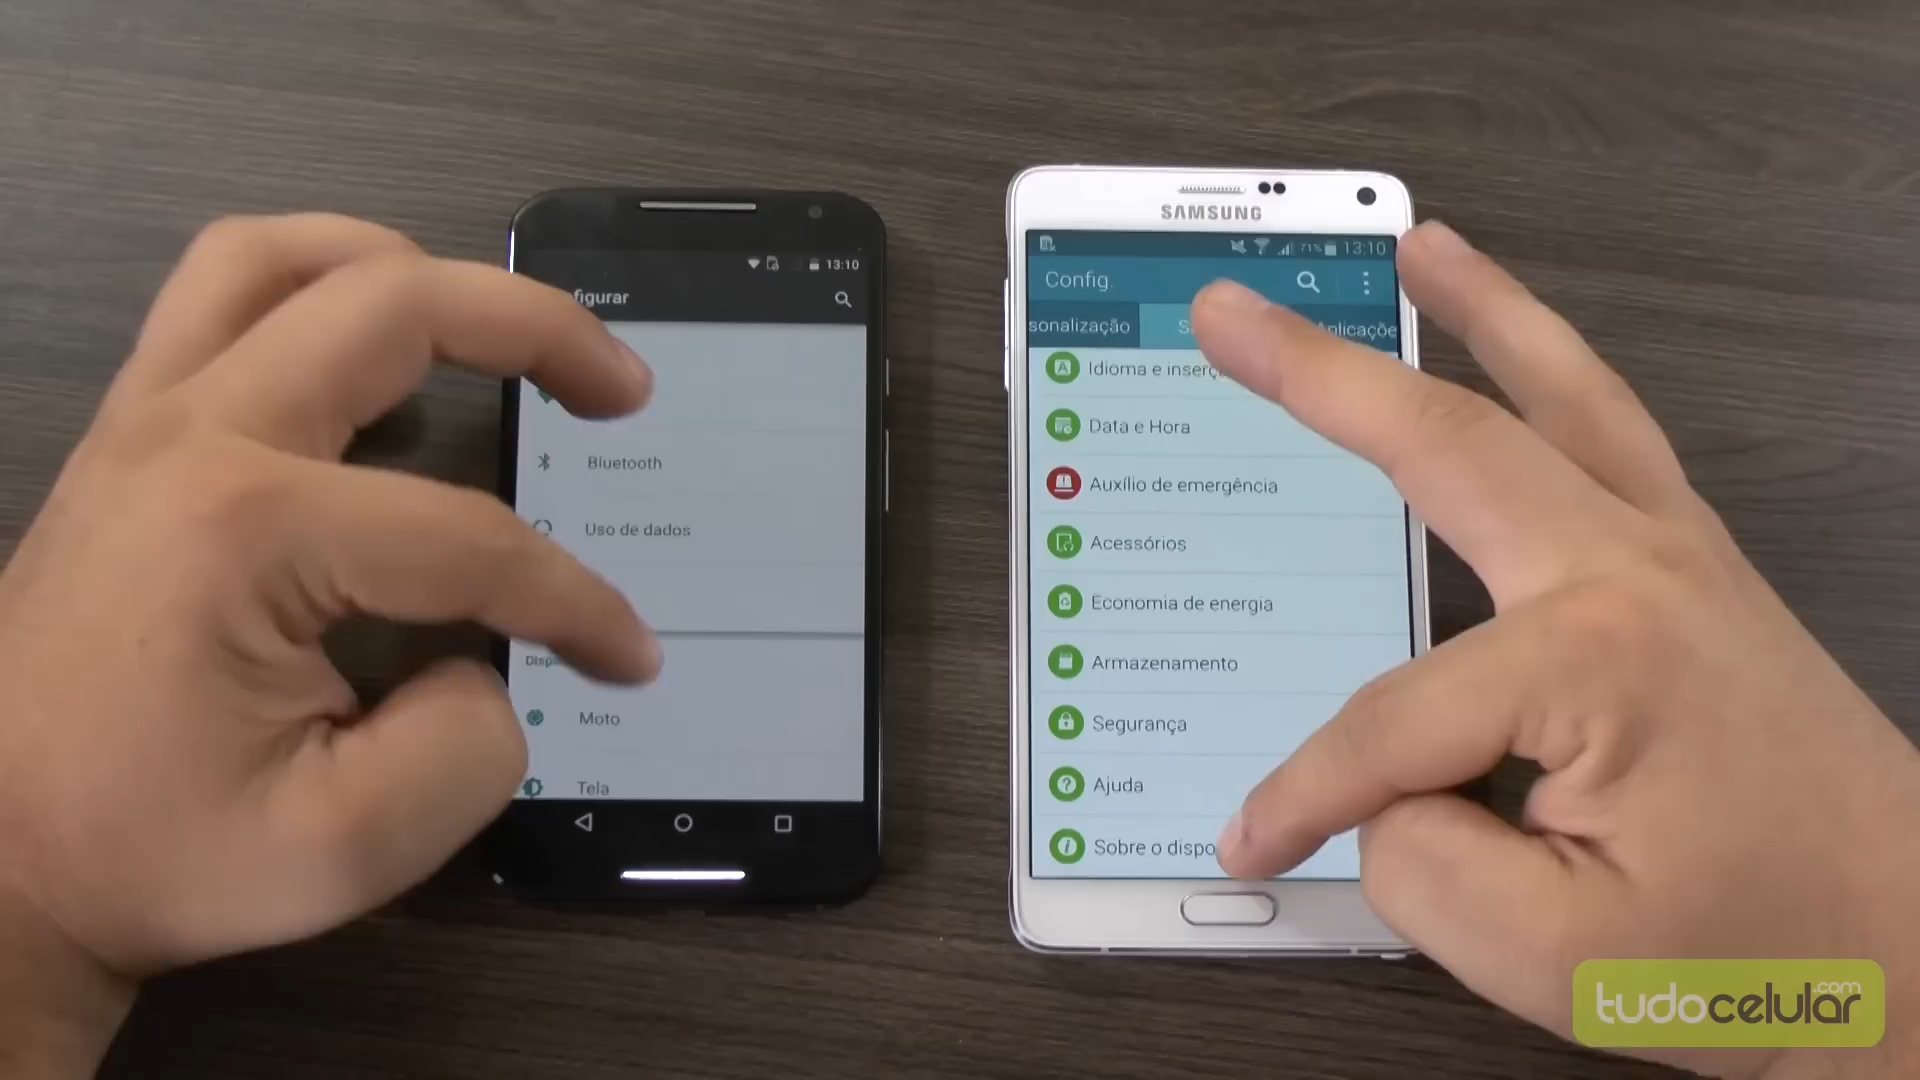 13:10
figurar
Bluetooth
Uso de dados
Moto
Tela
SAMSUNG
71% 13:10
Config.
sonalização
Aplicaçõe
Idioma e inserç
Data e Hora
Auxílio de emergência
Acessórios
Economia de energia
Armazenamento
Segurança
Ajuda
Sobre o dispo
tudocelular.com